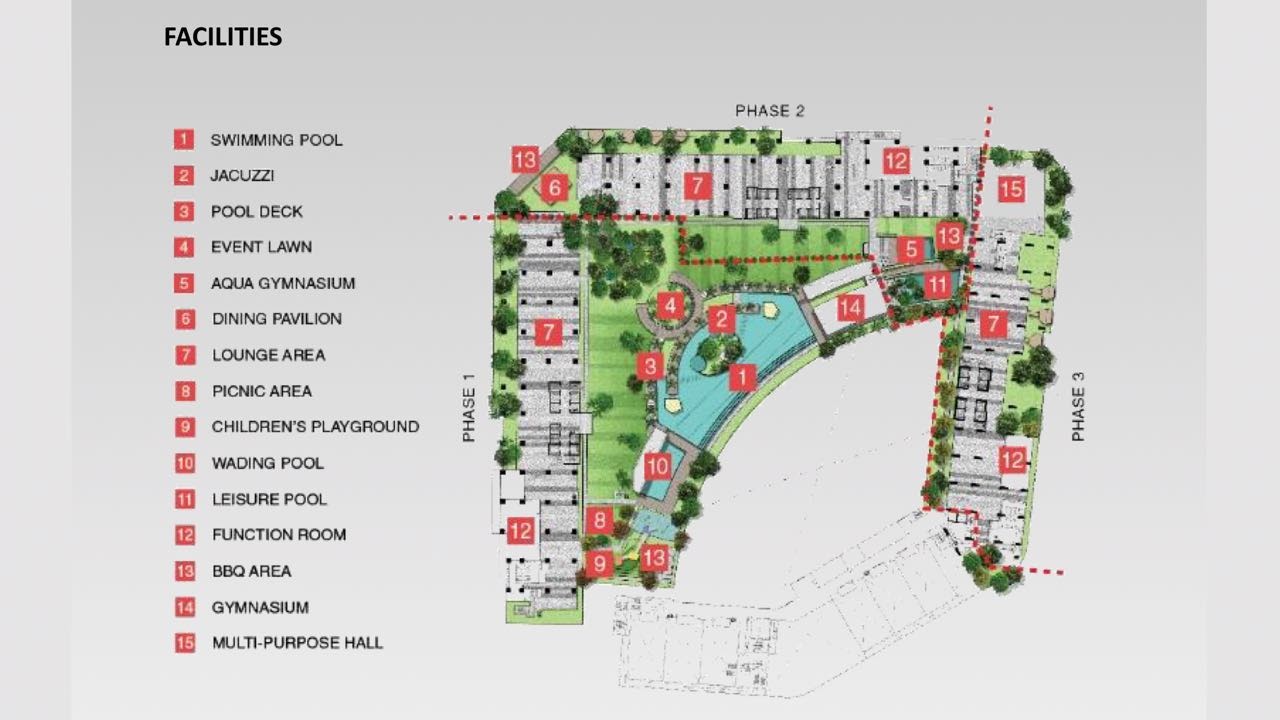 FACILITIES
1 SWIMMING POOL
2 JACUZZI
3 POOL DECK
4 EVENT LAWN
5 AQUA GYMNASIUM
6 DINING PAVILION
7 LOUNGE AREA
8 PICNIC AREA
9 CHILDREN'S PLAYGROUND
10 WADING POOL
11 LEISURE POOL
12 FUNCTION ROOM
13 BBQ AREA
14 GYMNASIUM
15 MULTI-PURPOSE HALL
PHASE 2
13
12
6
7
15
13
5
11
4
14
2
7
7
3
1
PHASE 1
PHASE 3
10
12
8
12
9
13